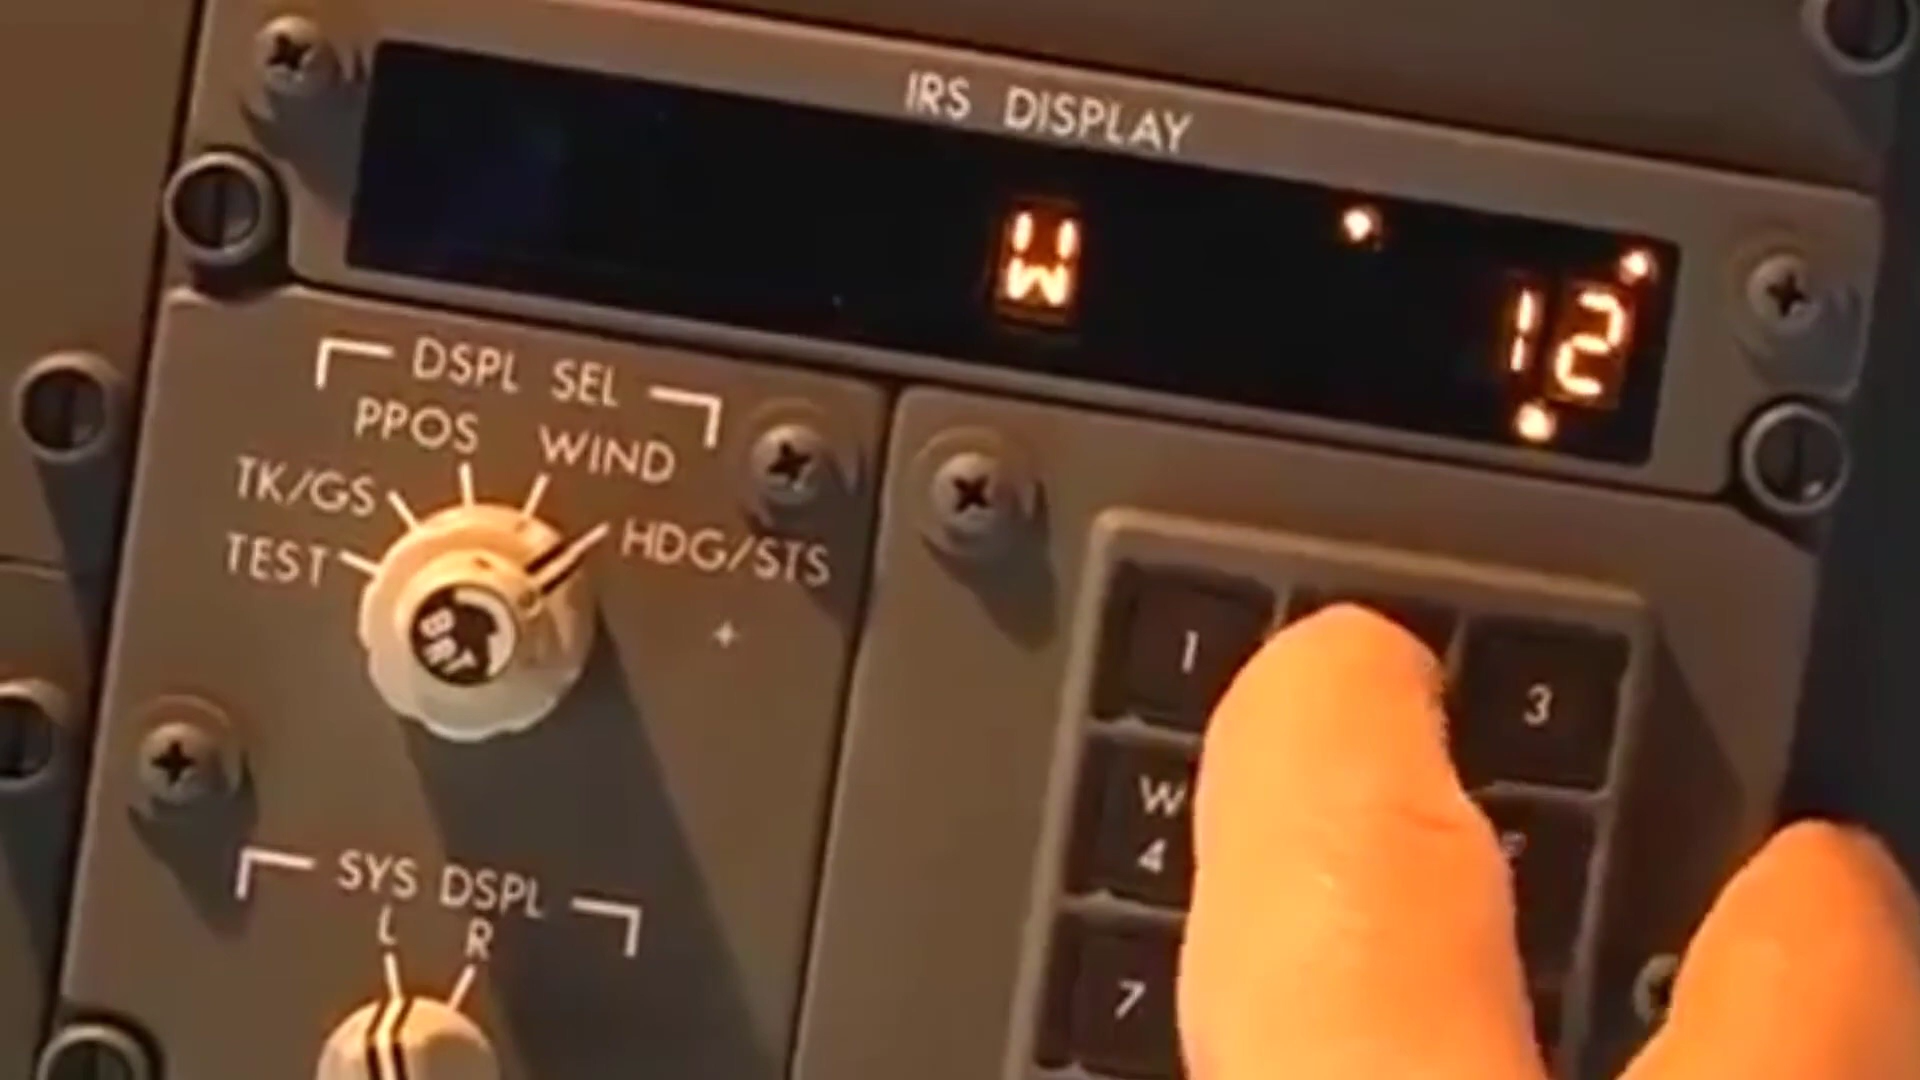 IRS DISPLAY
W
12
DSPL SEL
PPOS WIND
TK/GS
HDG/STS
TEST
BRT
1
3
W
4
SYS DSPL
L R
7